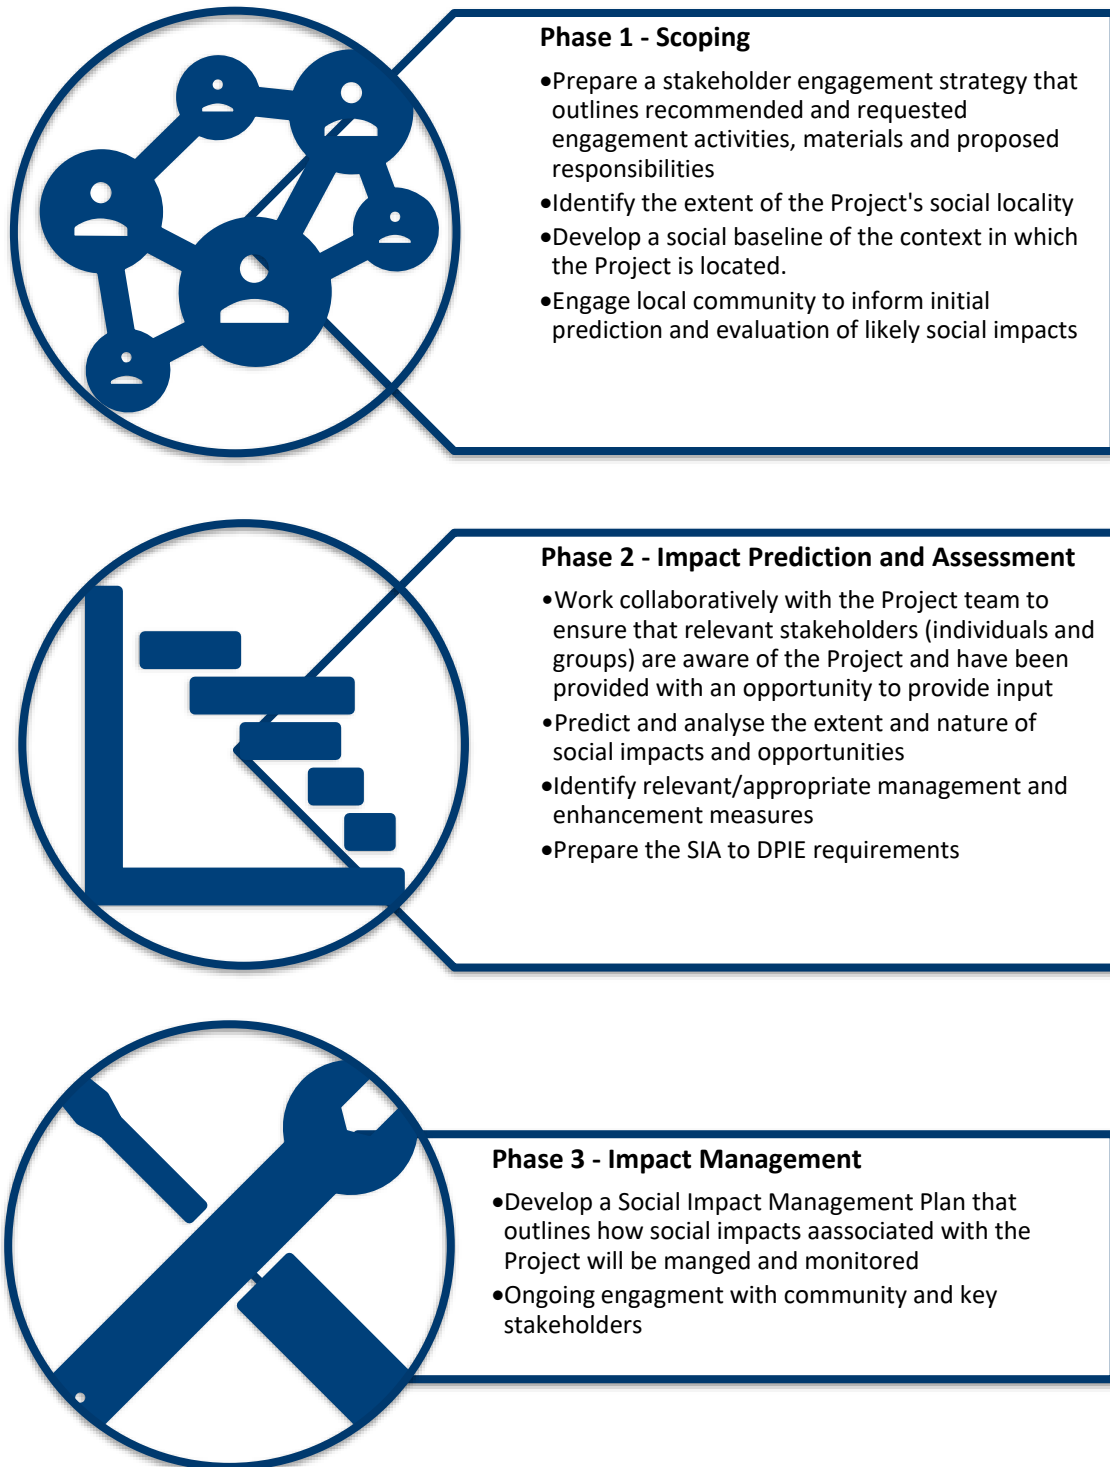 Phase 1 - Scoping
•Prepare a stakeholder engagement strategy that
outlines recommended and requested
engagement activities, materials and proposed
responsibilities
•Identify the extent of the Project's social locality
•Develop a social baseline of the context in which
the Project is located.
•Engage local community to inform initial
prediction and evaluation of likely social impacts
Phase 2 - Impact Prediction and Assessment
•Work collaboratively with the Project team to
ensure that relevant stakeholders (individuals and
groups) are aware of the Project and have been
provided with an opportunity to provide input
•Predict and analyse the extent and nature of
social impacts and opportunities
•Identify relevant/appropriate management and
enhancement measures
•Prepare the SIA to DPIE requirements
Phase 3 - Impact Management
•Develop a Social Impact Management Plan that
outlines how social impacts aassociated with the
Project will be manged and monitored
•Ongoing engagment with community and key
stakeholders